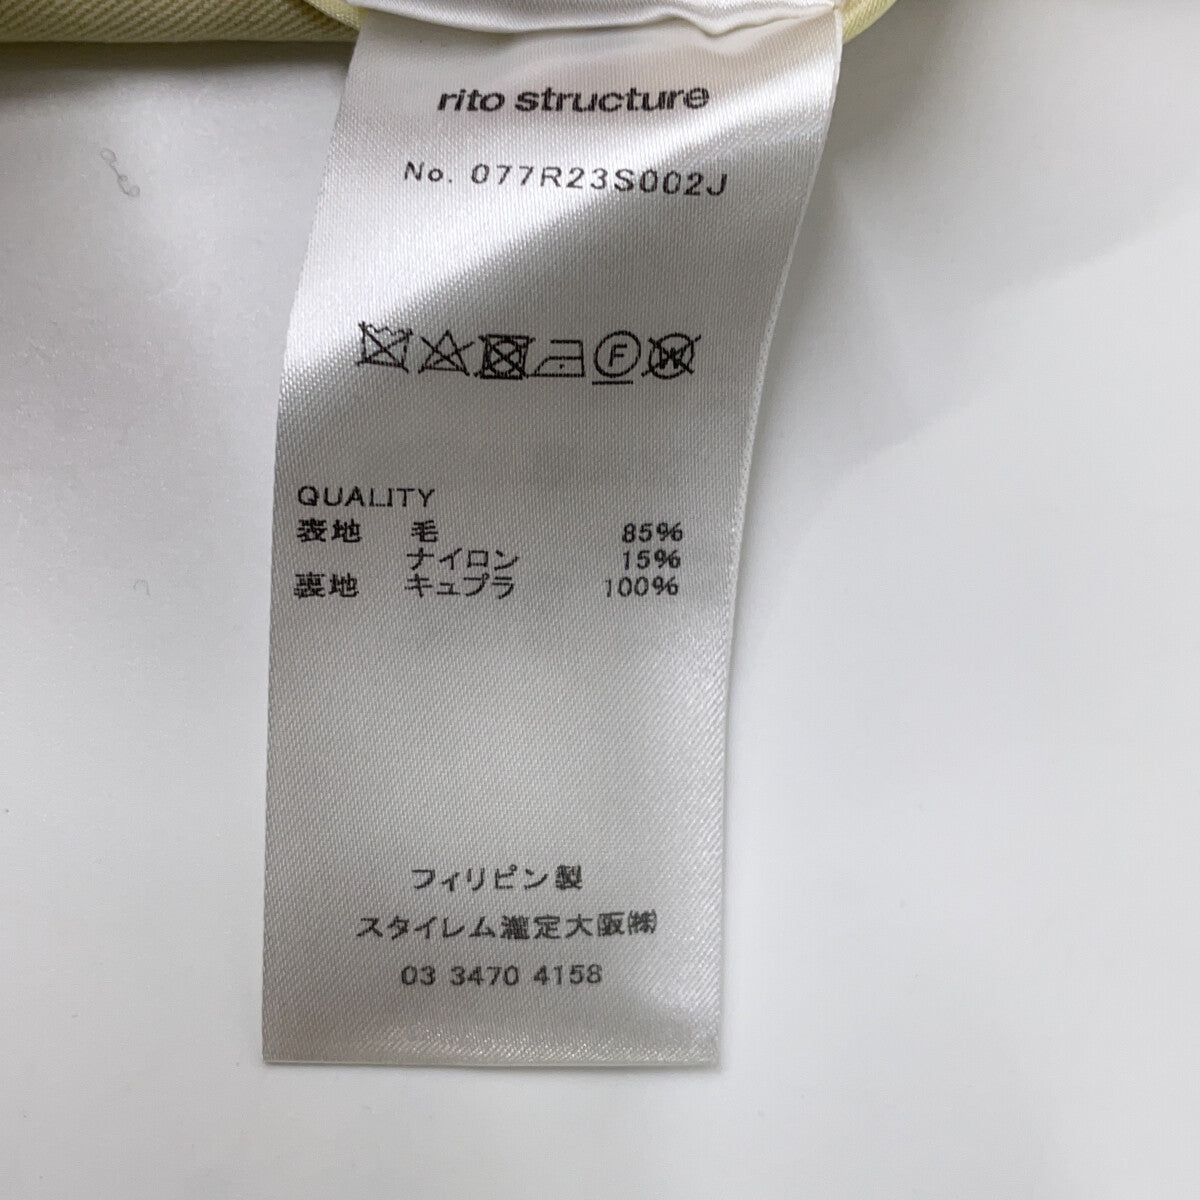 rito structure
No. 077R23S002J
F W
QUALITY
表地 毛 85%
ナイロン 15%
裏地 キュプラ 100%
フィリピン製
スタイレム瀧定大阪㈱
03 3470 4158